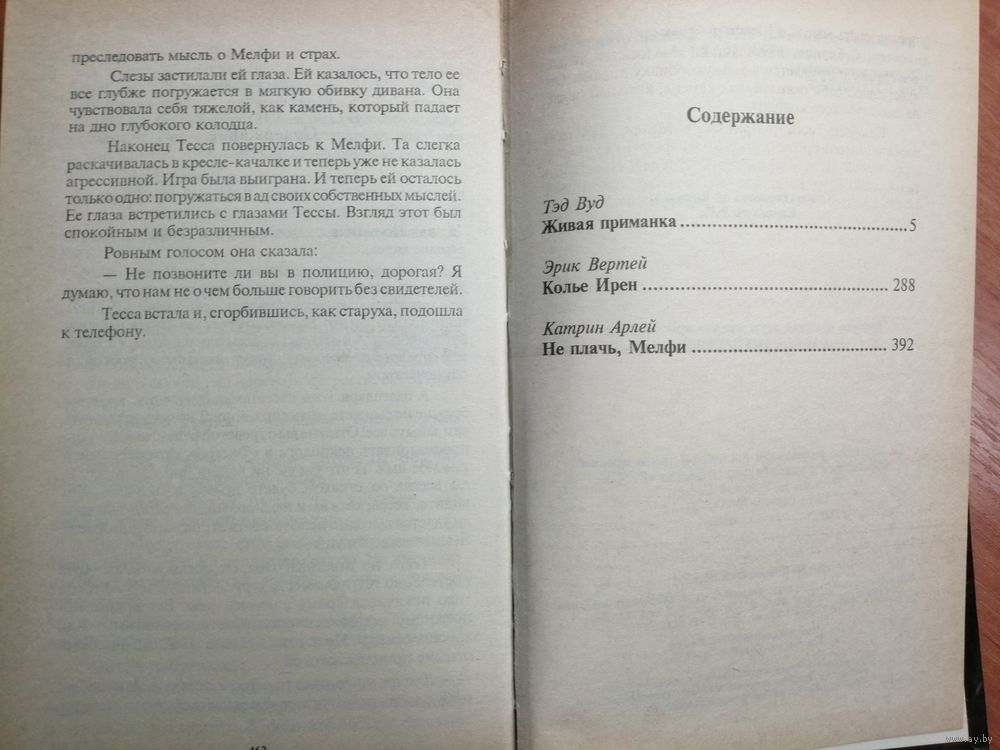 преследовать мысль о Мелфи и страх.
Слезы застилали ей глаза. Ей казалось, что тело ее
все глубже погружается в мягкую обивку дивана. Она
чувствовала себя тяжелой, как камень, который падает
на дно глубокого колодца.
Наконец Тесса повернулась к Мелфи. Та слегка
раскачивалась в кресле-качалке и теперь уже не казалась
агрессивной. Игра была выиграна. И теперь ей осталось
только одно: погружаться в ад своих собственных мыслей.
Ее глаза встретились с глазами Тессы. Взгляд этот был
спокойным и безразличным.
Ровным голосом она сказала:
— Не позвоните ли вы в полицию, дорогая? Я
думаю, что нам не о чем больше говорить без свидетелей.
Тесса встала и, сгорбившись, как старуха, подошла
к телефону.
Содержание
Тэд Вуд
Живая приманка ........................................ 5
Эрик Вертей
Колье Ирен ........................................ 288
Катрин Арлей
Не плачь, Мелфи ........................................ 392
www.ay.by